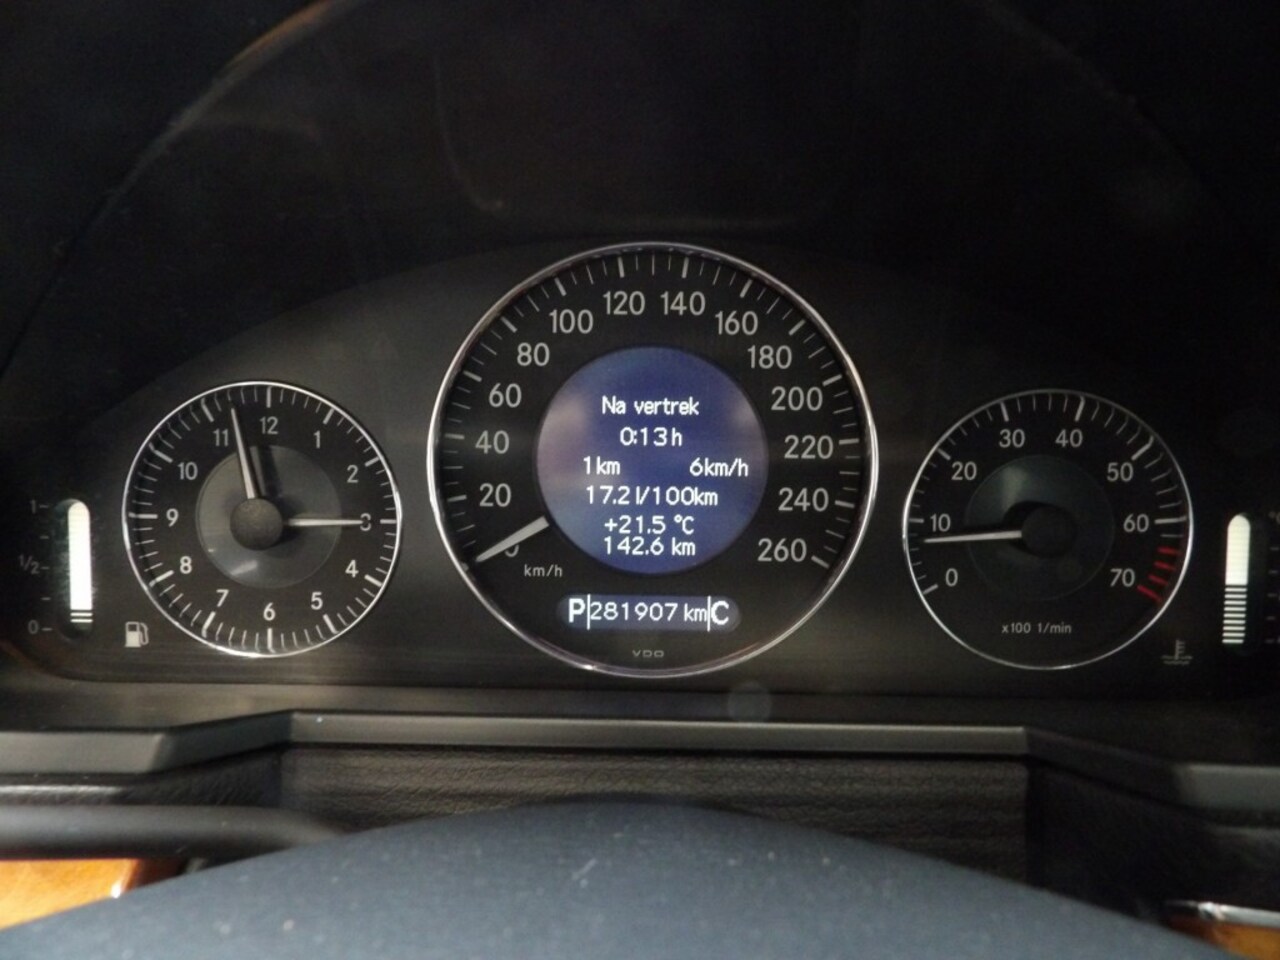 Na vertrek
0:13h
1km 6km/h
17.2l/100km
+21.5 °C
142.6 km
P 281907 km C
VDO
0 20 40 60 80 100 120 140 160 180 200 220 240 260
km/h
12 1 2 3 4 5 6 7 8 9 10 11
1
1/2
0
0 10 20 30 40 50 60 70
x100 1/min